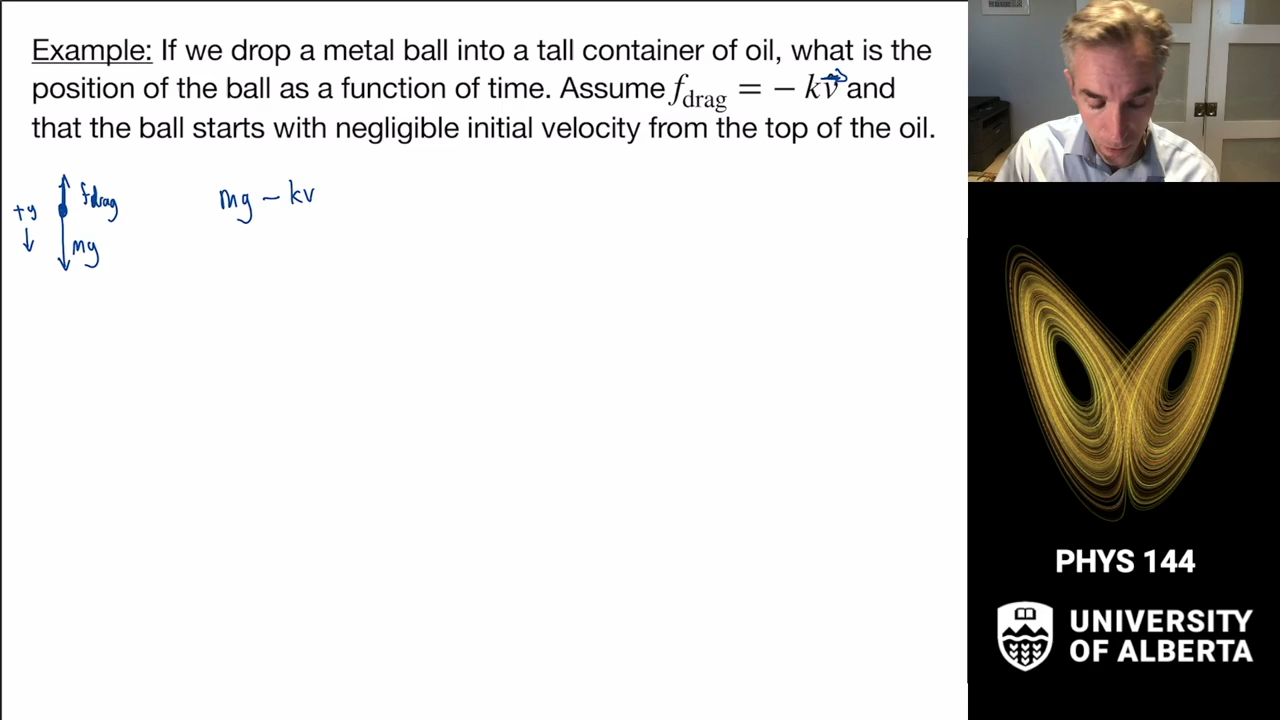 Example: If we drop a metal ball into a tall container of oil, what is the
position of the ball as a function of time. Assume f_drag = − kv⃗ and
that the ball starts with negligible initial velocity from the top of the oil.
fdrag
+y
mg
mg − kv
PHYS 144
UNIVERSITY
OF ALBERTA